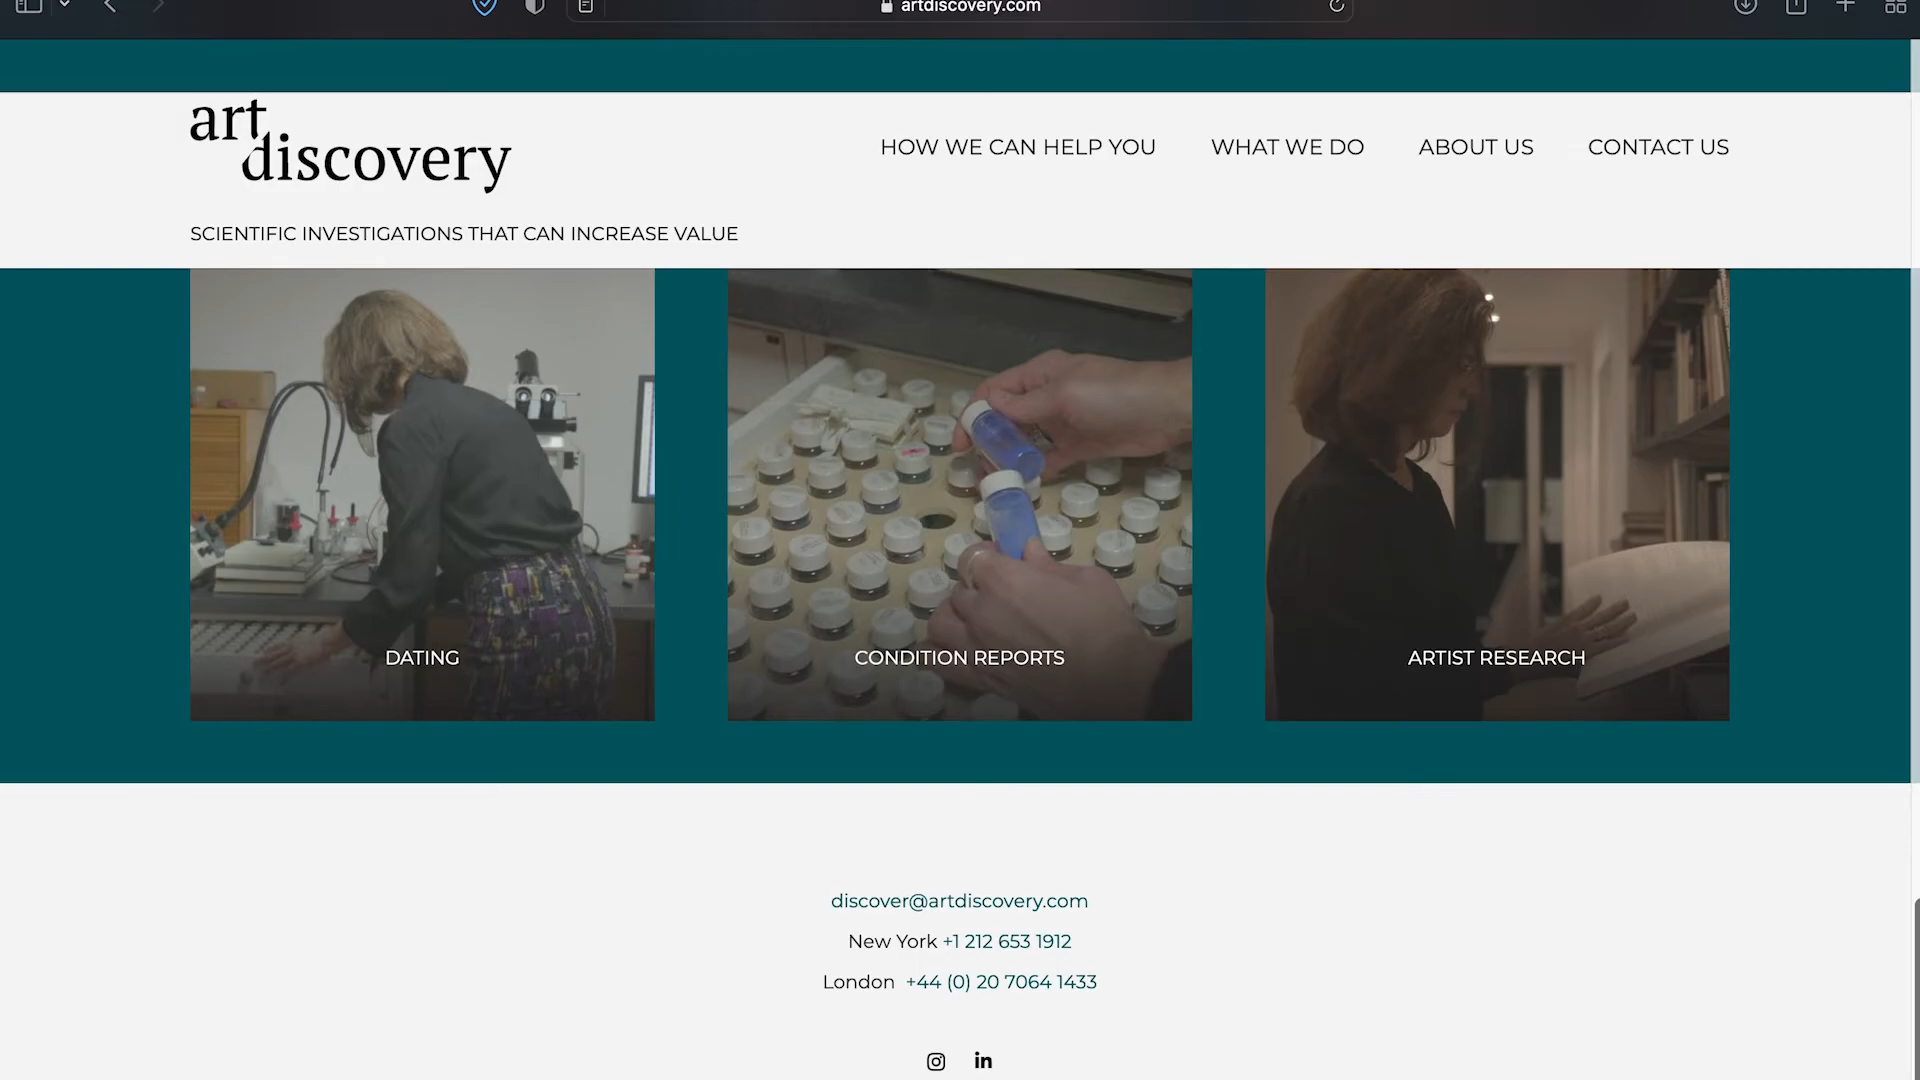 artdiscovery.com
art
discovery
HOW WE CAN HELP YOU
WHAT WE DO
ABOUT US
CONTACT US
SCIENTIFIC INVESTIGATIONS THAT CAN INCREASE VALUE
DATING
CONDITION REPORTS
ARTIST RESEARCH
discover@artdiscovery.com
New York +1 212 653 1912
London +44 (0) 20 7064 1433